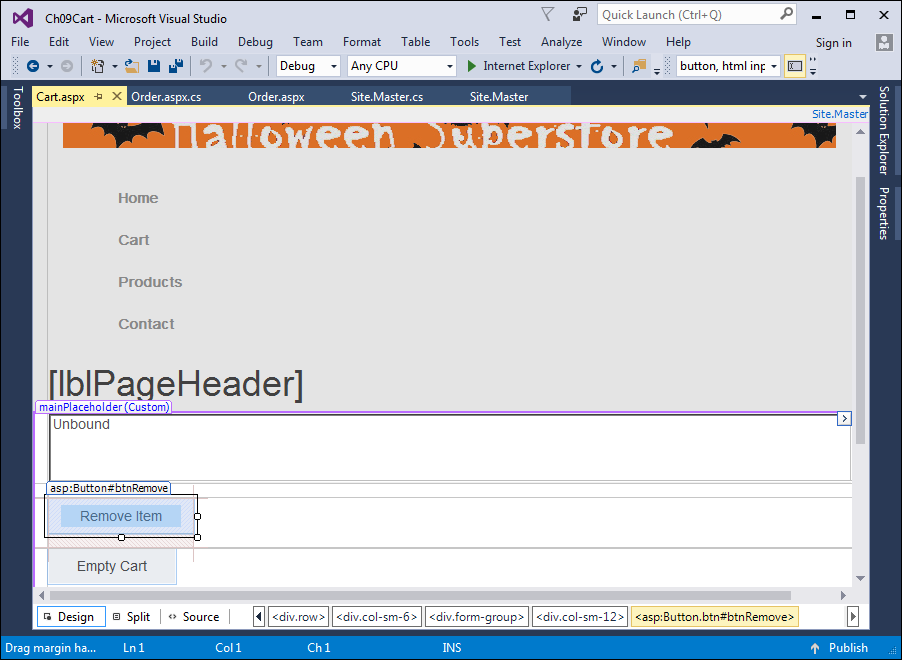 Ch09Cart - Microsoft Visual Studio
Quick Launch (Ctrl+Q)
File Edit View Project Build Debug Team Format Table Tools Test Analyze Window Help Sign in
Debug Any CPU Internet Explorer button, html inp
Toolbox
Cart.aspx Order.aspx.cs Order.aspx Site.Master.cs Site.Master
Solution Explorer
Properties
Site.Master
Halloween Superstore
Home
Cart
Products
Contact
[lblPageHeader]
mainPlaceholder (Custom)
Unbound
asp:Button#btnRemove
Remove Item
Empty Cart
Design Split Source <div.row> <div.col-sm-6> <div.form-group> <div.col-sm-12> <asp:Button.btn#btnRemove>
Drag margin ha... Ln 1 Col 1 Ch 1 INS Publish